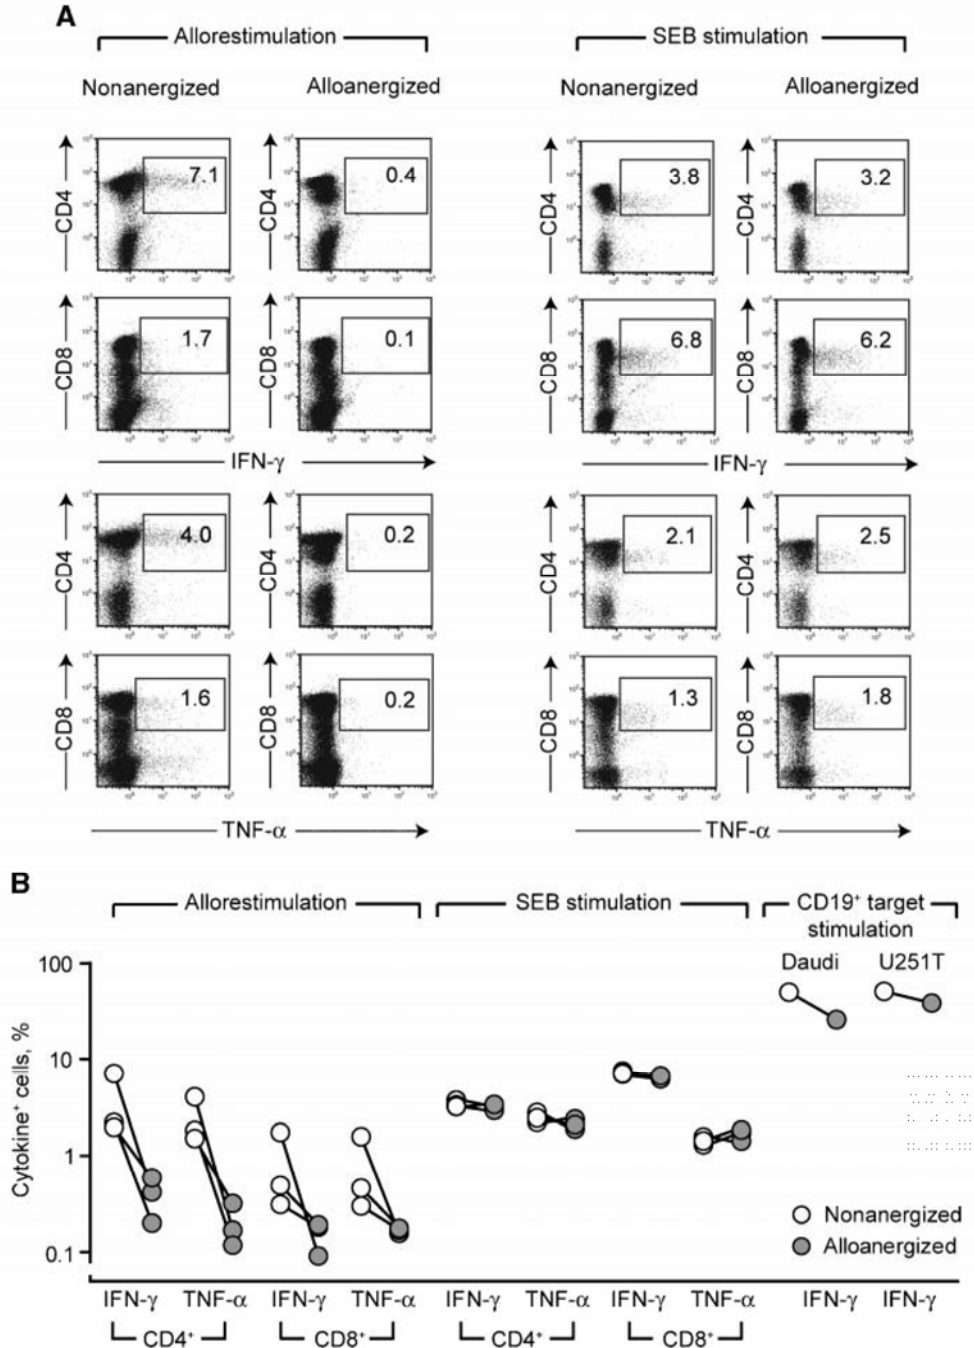 A
Allorestimulation
SEB stimulation
Nonanergized
Alloanergized
Nonanergized
Alloanergized
CD4
7.1
CD4
0.4
CD4
3.8
CD4
3.2
CD8
1.7
CD8
0.1
CD8
6.8
CD8
6.2
IFN-γ
IFN-γ
CD4
4.0
CD4
0.2
CD4
2.1
CD4
2.5
CD8
1.6
CD8
0.2
CD8
1.3
CD8
1.8
TNF-α
TNF-α
B
Allorestimulation
SEB stimulation
CD19⁺ target
stimulation
Daudi
U251T
Cytokine⁺ cells, %
100
10
1
0.1
Nonanergized
Alloanergized
IFN-γ TNF-α IFN-γ TNF-α IFN-γ TNF-α IFN-γ TNF-α IFN-γ IFN-γ
CD4⁺ CD8⁺ CD4⁺ CD8⁺